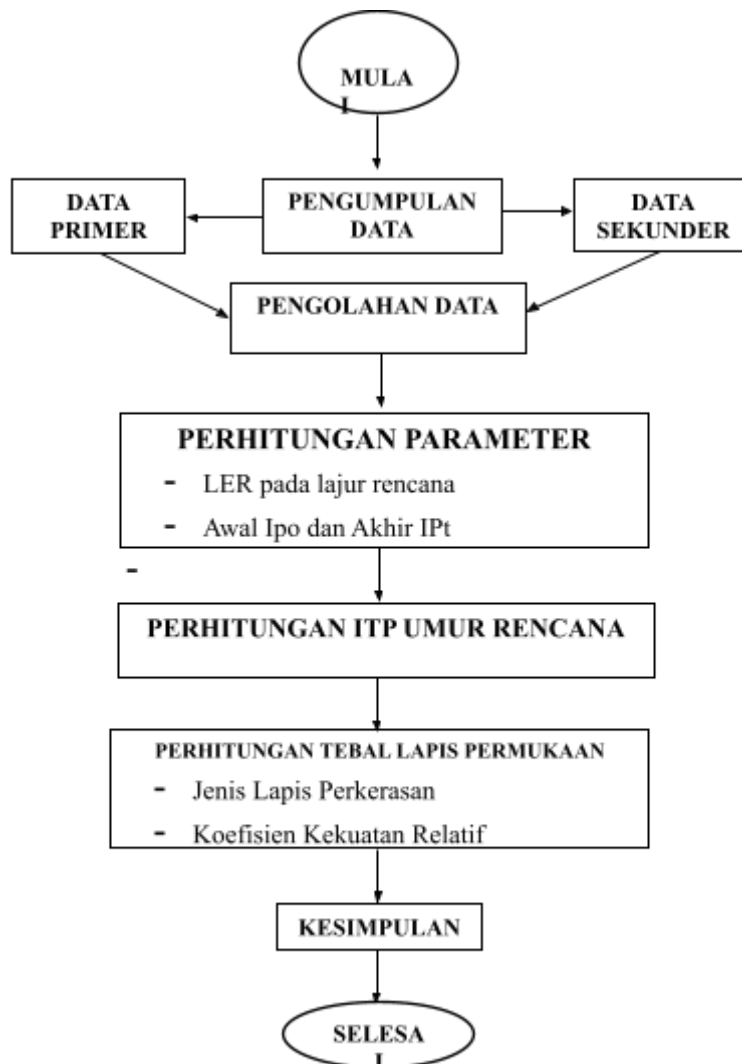 MULA
I
DATA
PRIMER
PENGUMPULAN
DATA
DATA
SEKUNDER
PENGOLAHAN DATA
PERHITUNGAN PARAMETER
- LER pada lajur rencana
- Awal Ipo dan Akhir IPt
-
PERHITUNGAN ITP UMUR RENCANA
PERHITUNGAN TEBAL LAPIS PERMUKAAN
- Jenis Lapis Perkerasan
- Koefisien Kekuatan Relatif
KESIMPULAN
SELESA
I